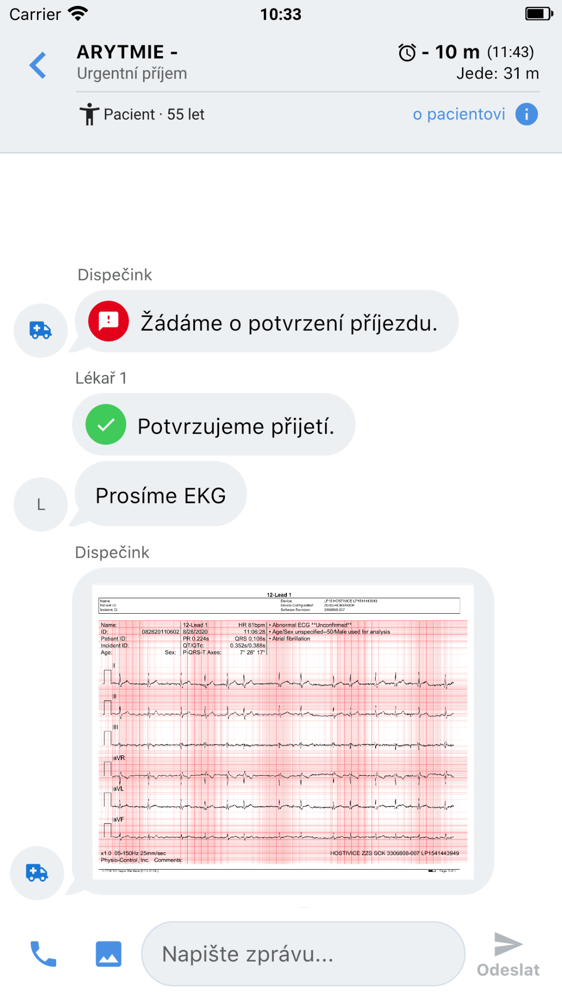 Carrier 10:33
ARYTMIE - - 10 m (11:43)
Urgentní příjem Jede: 31 m
Pacient · 55 let o pacientovi
Dispečink
Žádáme o potvrzení příjezdu.
Lékař 1
Potvrzujeme přijetí.
L
Prosíme EKG
Dispečink
12-Lead 1
Name: Device: LP15 HOSTIVICE LP1541443949
Patient ID: Device Configuration:
Incident ID: Software Revision: 3306808-007
Name: 12-Lead 1 HR 81bpm • Abnormal ECG **Unconfirmed**
ID: 082820110602 8/28/2020 11:06:28 • Age/Sex unspecified--50/Male used for analysis
Patient ID: PR 0.224s QRS 0.108s • Atrial fibrillation
Incident ID: QT/QTc: 0.352s/0.388s
Age: Sex: P-QRS-T Axes: 7° 28° 17°
I
II
III
aVR
aVL
aVF
x1.0 .05-150Hz 25mm/sec HOSTIVICE ZZS SCK 3306808-007 LP1541443949
Physio-Control, Inc. Comments:
Page 1 of 3
Napište zprávu...
Odeslat